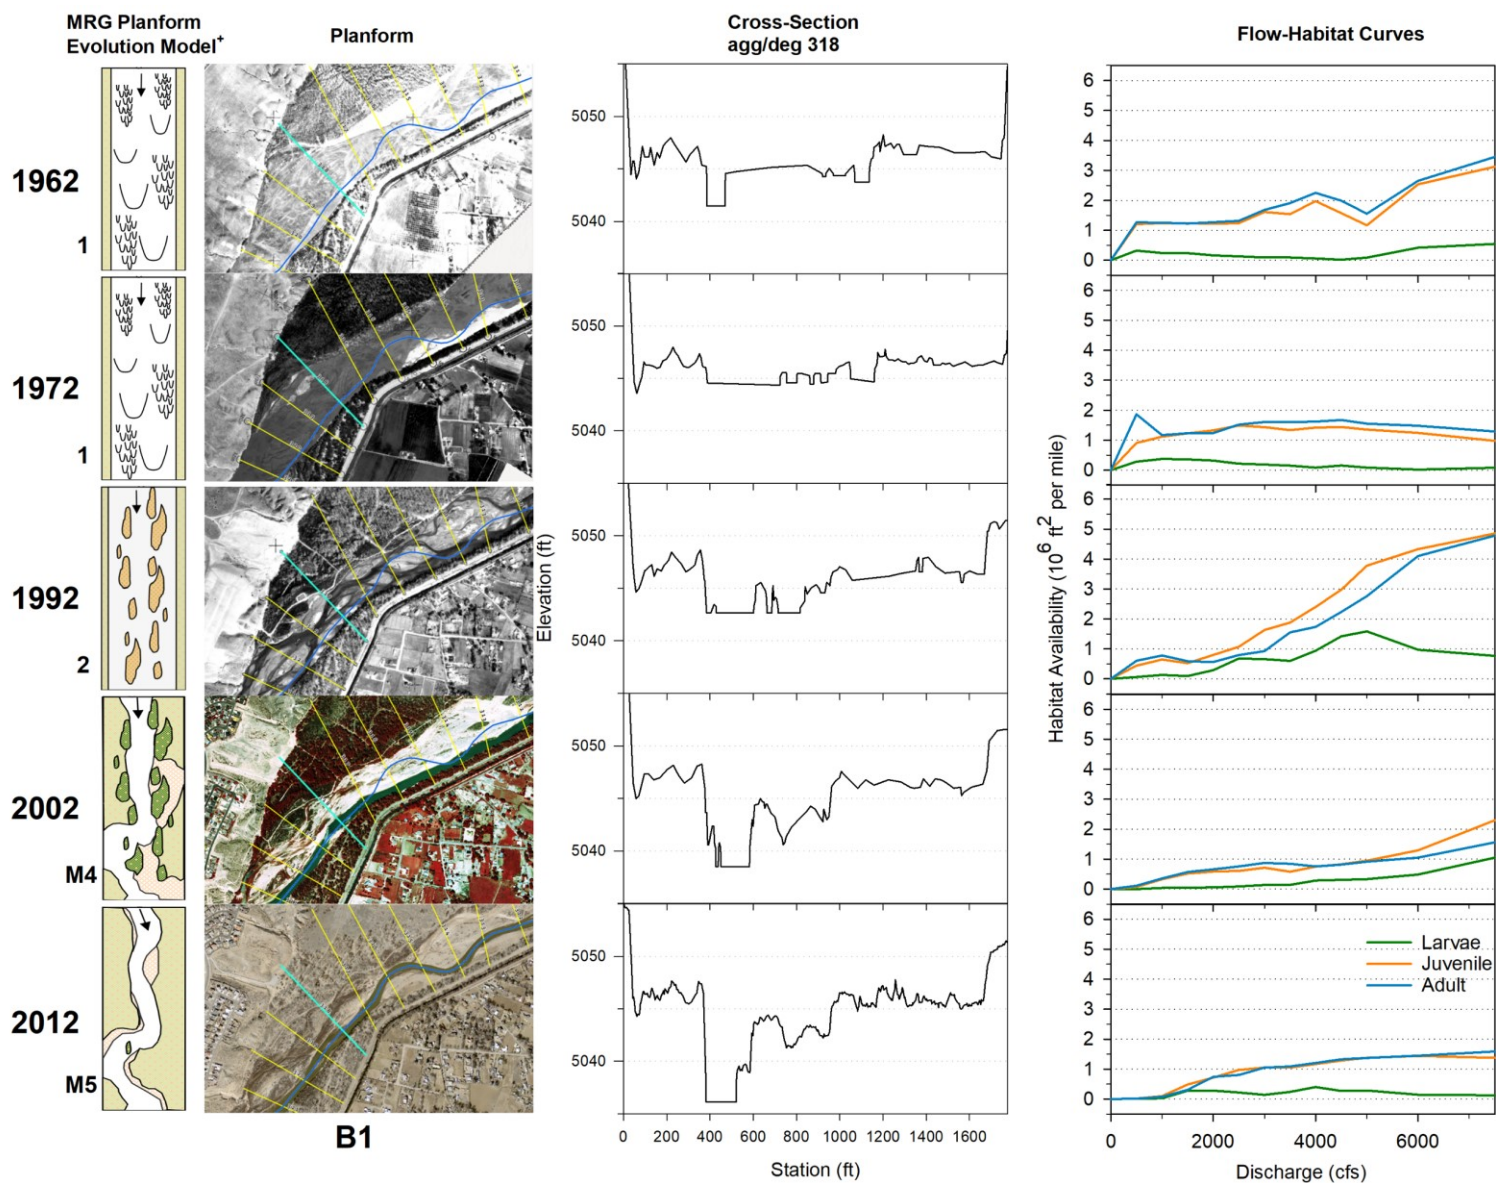 MRG Planform
Evolution Model+
Planform
Cross-Section
agg/deg 318
Flow-Habitat Curves
1962
1
1972
1
1992
2
2002
M4
2012
M5
B1
Elevation (ft)
5050
5040
5050
5040
5050
5040
5050
5040
5050
5040
0 200 400 600 800 1000 1200 1400 1600
Station (ft)
Habitat Availability (10⁶ ft² per mile)
6
5
4
3
2
1
0
6
5
4
3
2
1
0
6
5
4
3
2
1
0
6
5
4
3
2
1
0
6
5
4
3
2
1
0
Larvae
Juvenile
Adult
0 2000 4000 6000
Discharge (cfs)